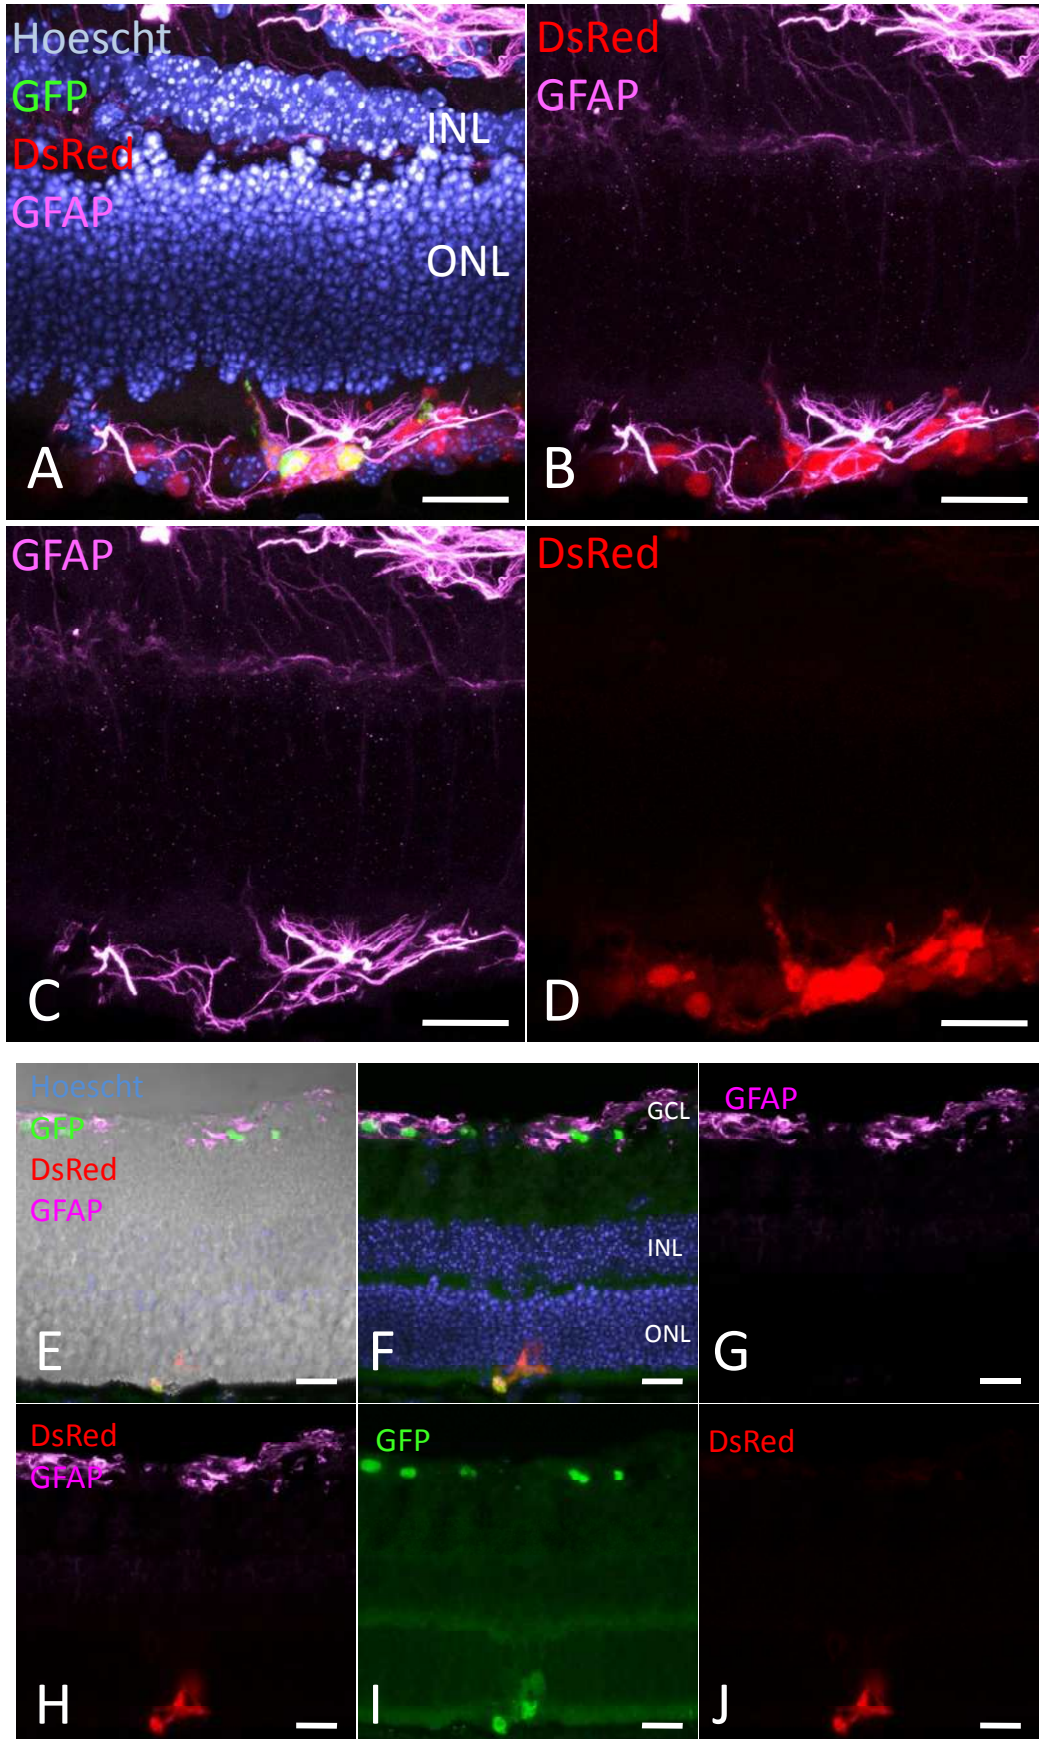 Hoescht
GFP
DsRed
GFAP
INL
ONL
A
DsRed
GFAP
B
GFAP
C
DsRed
D
Hoescht
GFP
DsRed
GFAP
E
GCL
INL
ONL
F
GFAP
G
DsRed
GFAP
H
GFP
I
DsRed
J